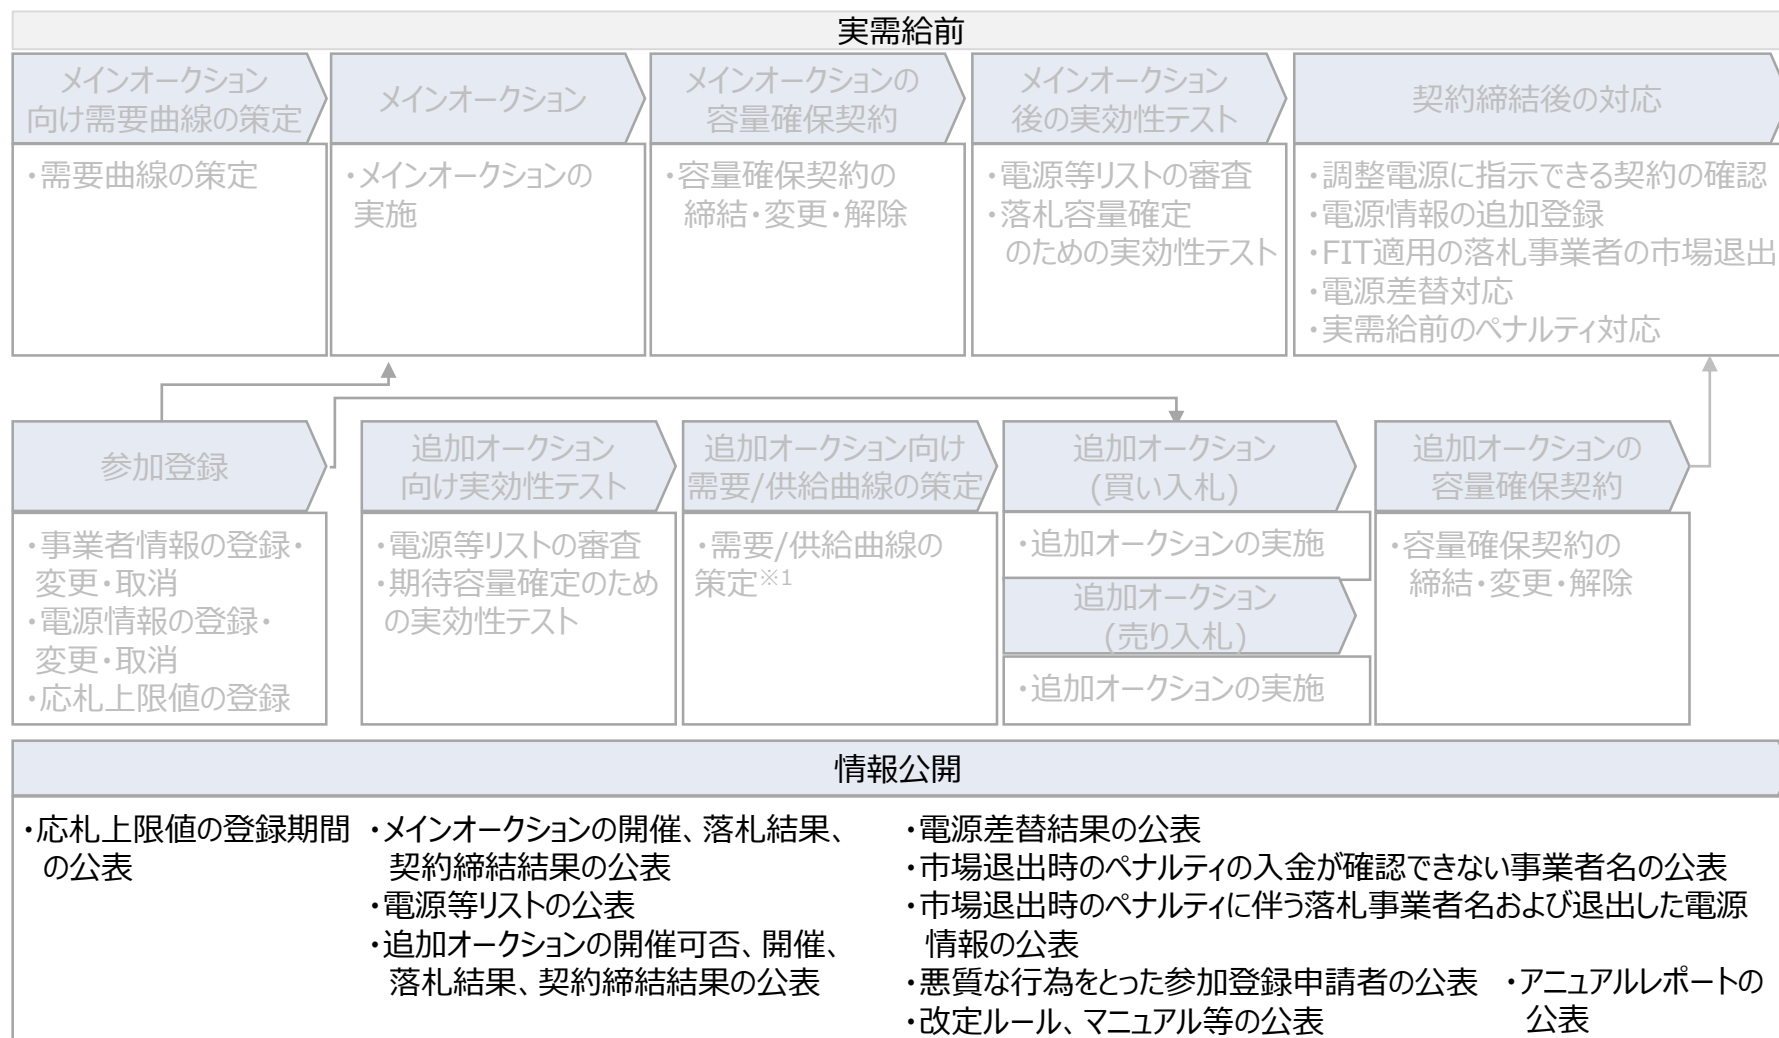 実需給前
メインオークション
向け需要曲線の策定
・需要曲線の策定
メインオークション
・メインオークションの
実施
メインオークションの
容量確保契約
・容量確保契約の
締結・変更・解除
メインオークション
後の実効性テスト
・電源等リストの審査
・落札容量確定
のための実効性テスト
契約締結後の対応
・調整電源に指示できる契約の確認
・電源情報の追加登録
・FIT適用の落札事業者の市場退出
・電源差替対応
・実需給前のペナルティ対応
参加登録
・事業者情報の登録・
変更・取消
・電源情報の登録・
変更・取消
・応札上限値の登録
追加オークション
向け実効性テスト
・電源等リストの審査
・期待容量確定のため
の実効性テスト
追加オークション向け
需要/供給曲線の策定
・需要/供給曲線の
策定※1
追加オークション
(買い入札)
・追加オークションの実施
追加オークション
(売り入札)
・追加オークションの実施
追加オークションの
容量確保契約
・容量確保契約の
締結・変更・解除
情報公開
・応札上限値の登録期間
の公表
・メインオークションの開催、落札結果、
契約締結結果の公表
・電源等リストの公表
・追加オークションの開催可否、開催、
落札結果、契約締結結果の公表
・電源差替結果の公表
・市場退出時のペナルティの入金が確認できない事業者名の公表
・市場退出時のペナルティに伴う落札事業者名および退出した電源
情報の公表
・悪質な行為をとった参加登録申請者の公表
・改定ルール、マニュアル等の公表
・アニュアルレポートの
公表